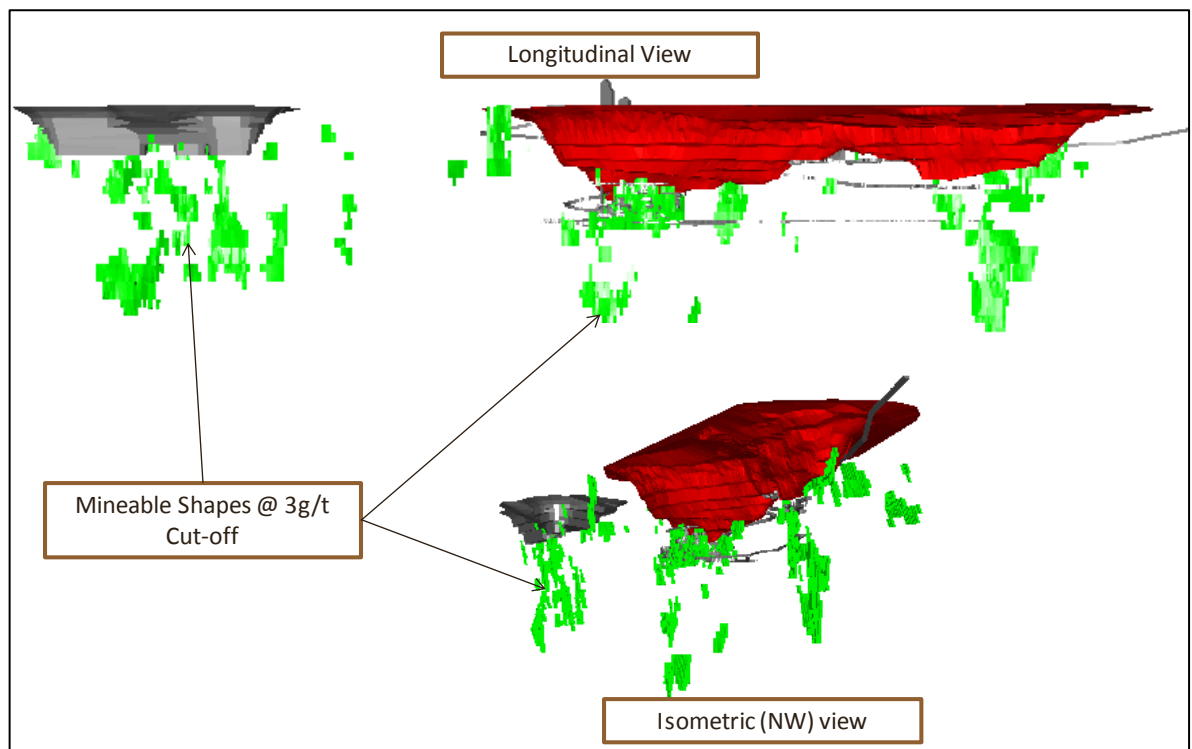 Longitudinal View
Mineable Shapes @ 3g/t
Cut-off
Isometric (NW) view